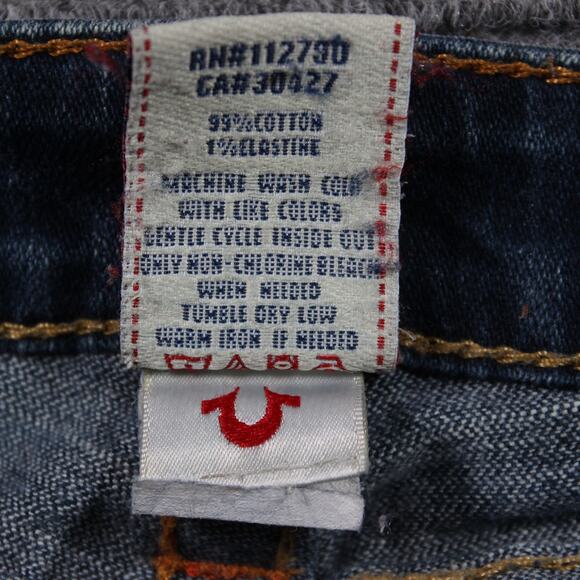 RN#112790
CA#30427
99%COTTON
1%ELASTINE
MACHINE WASH COLD
WITH LIKE COLORS
GENTLE CYCLE INSIDE OUT
ONLY NON-CHLORINE BLEACH
WHEN NEEDED
TUMBLE DRY LOW
WARM IRON IF NEEDED